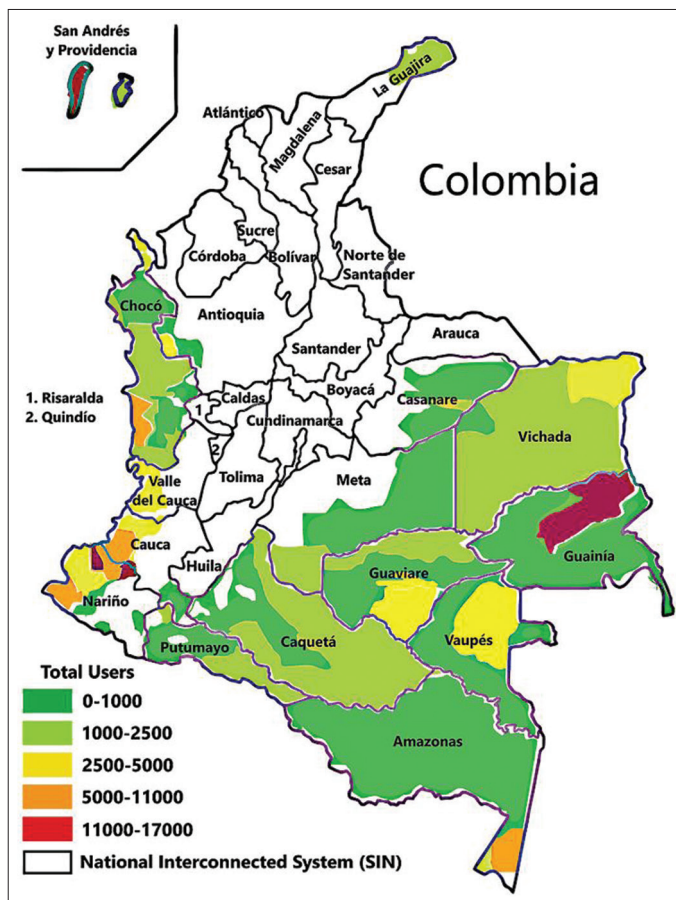 San Andrés
y Providencia
La Guajira
Atlántico
Magdalena
Cesar
Colombia
Sucre
Córdoba
Bolívar
Norte de
Santander
Chocó
Antioquia
Arauca
Santander
1. Risaralda
2. Quindío
Boyacá
Caldas
Casanare
1
Cundinamarca
Vichada
2
Valle
del Cauca
Tolima
Meta
Cauca
Guainía
Huila
Guaviare
Nariño
Vaupés
Caquetá
Putumayo
Total Users
0-1000
1000-2500
Amazonas
2500-5000
5000-11000
11000-17000
National Interconnected System (SIN)